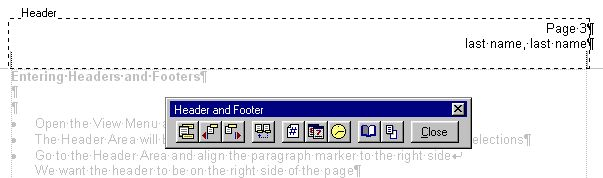 Header
Page 3¶
last name, last name¶
Entering Headers and Footers¶
¶
¶
Header and Footer
• Open the View Menu
• The Header Area will elections¶
Close
• Go to the Header Area and align the paragraph marker to the right side↵
We want the header to be on the right side of the page¶